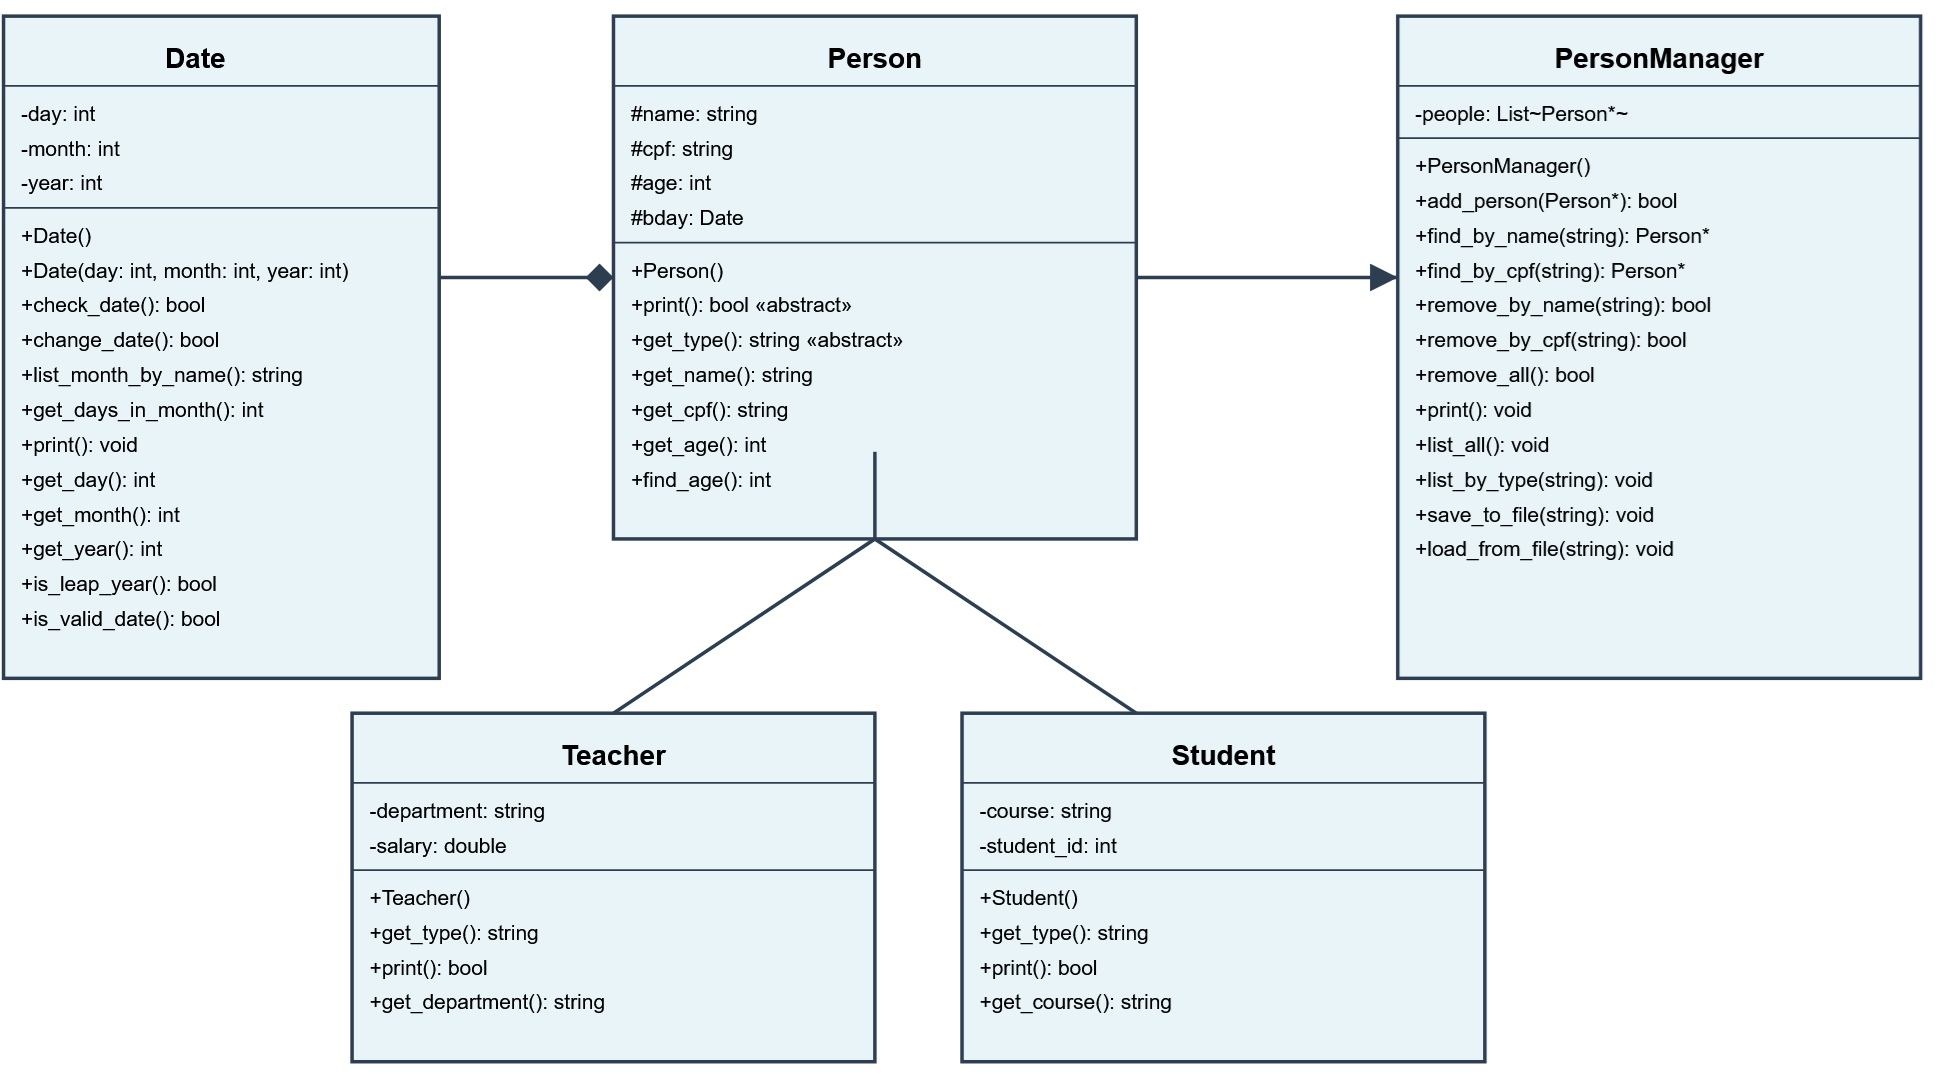 Date
-day: int
-month: int
-year: int
+Date()
+Date(day: int, month: int, year: int)
+check_date(): bool
+change_date(): bool
+list_month_by_name(): string
+get_days_in_month(): int
+print(): void
+get_day(): int
+get_month(): int
+get_year(): int
+is_leap_year(): bool
+is_valid_date(): bool
Person
#name: string
#cpf: string
#age: int
#bday: Date
+Person()
+print(): bool «abstract»
+get_type(): string «abstract»
+get_name(): string
+get_cpf(): string
+get_age(): int
+find_age(): int
PersonManager
-people: List~Person*~
+PersonManager()
+add_person(Person*): bool
+find_by_name(string): Person*
+find_by_cpf(string): Person*
+remove_by_name(string): bool
+remove_by_cpf(string): bool
+remove_all(): bool
+print(): void
+list_all(): void
+list_by_type(string): void
+save_to_file(string): void
+load_from_file(string): void
Teacher
-department: string
-salary: double
+Teacher()
+get_type(): string
+print(): bool
+get_department(): string
Student
-course: string
-student_id: int
+Student()
+get_type(): string
+print(): bool
+get_course(): string